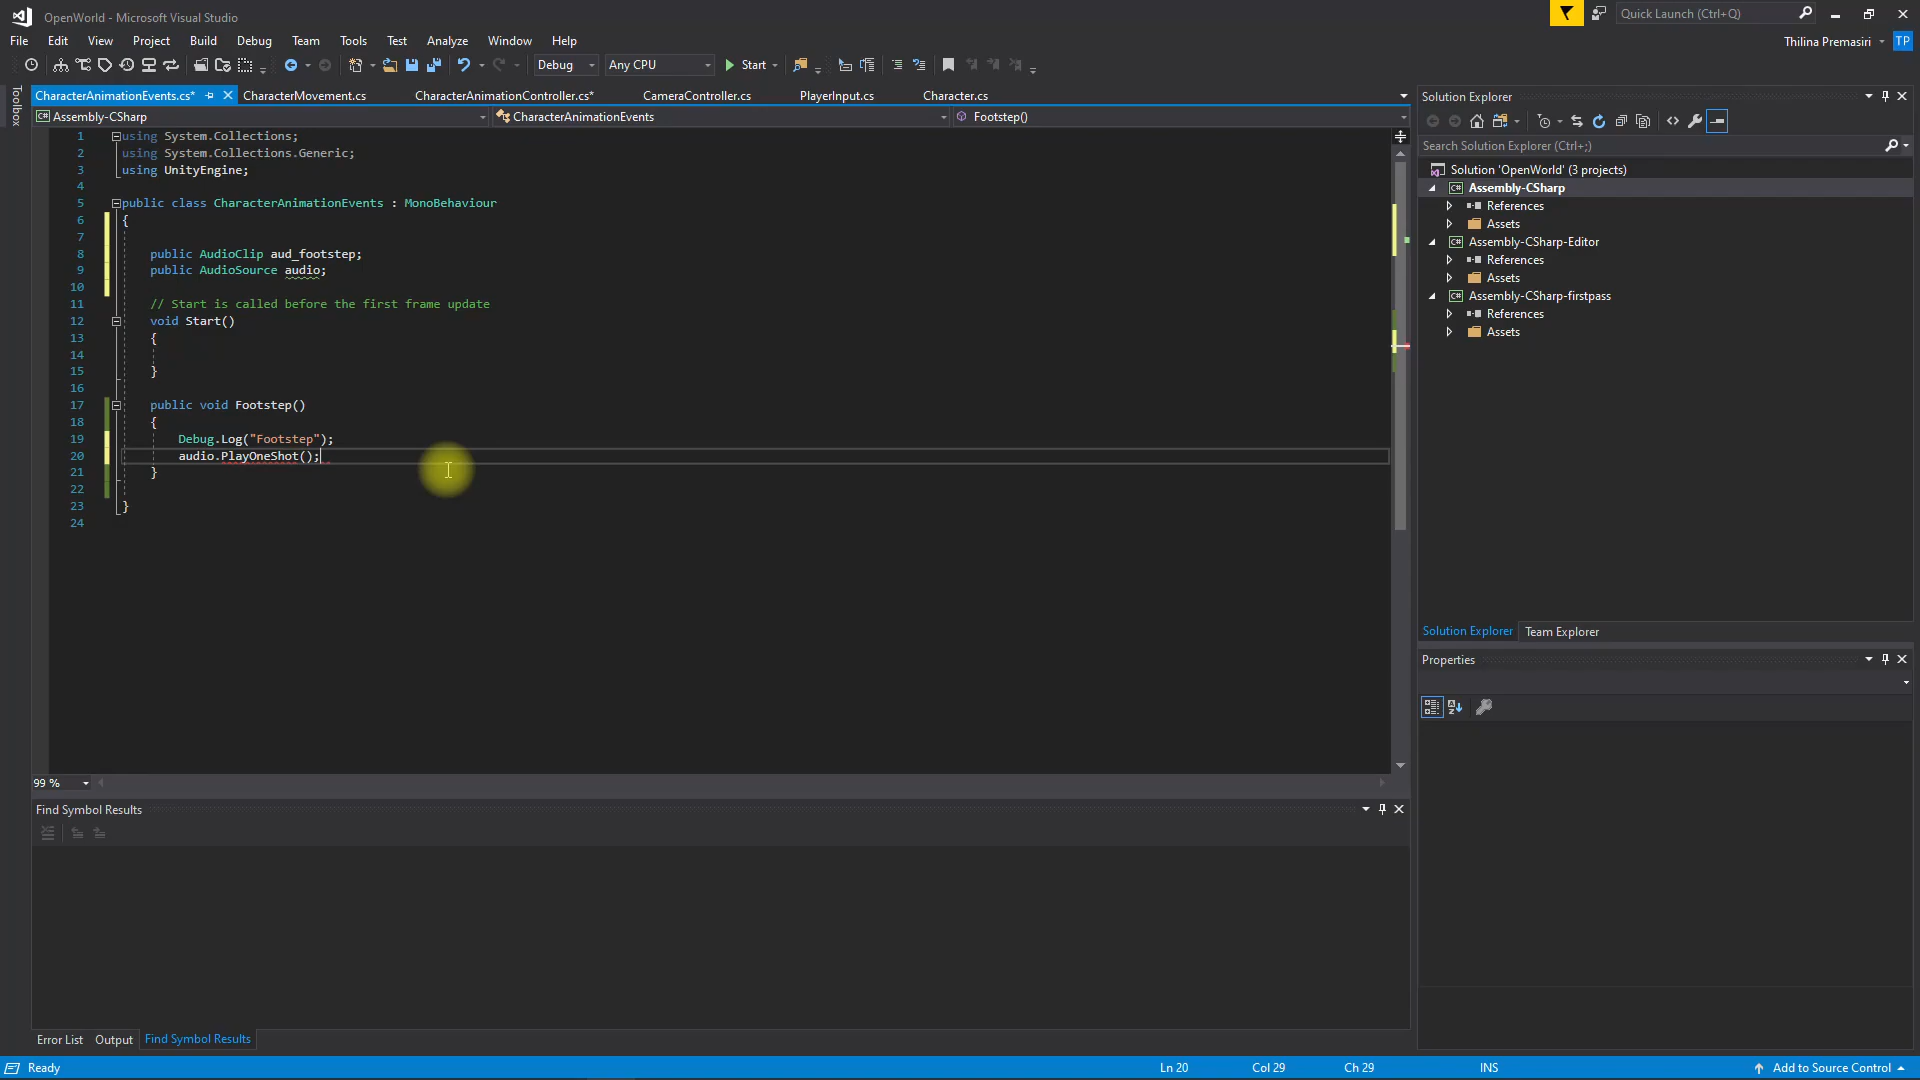 OpenWorld - Microsoft Visual Studio
Quick Launch (Ctrl+Q)
File Edit View Project Build Debug Team Tools Test Analyze Window Help
Thilina Premasiri TP
Debug Any CPU Start
Toolbox
CharacterAnimationEvents.cs* CharacterMovement.cs CharacterAnimationController.cs* CameraController.cs PlayerInput.cs Character.cs
Assembly-CSharp CharacterAnimationEvents Footstep()
1 using System.Collections;
2 using System.Collections.Generic;
3 using UnityEngine;
4
5 public class CharacterAnimationEvents : MonoBehaviour
6 {
7
8 public AudioClip aud_footstep;
9 public AudioSource audio;
10
11 // Start is called before the first frame update
12 void Start()
13 {
14
15 }
16
17 public void Footstep()
18 {
19 Debug.Log("Footstep");
20 audio.PlayOneShot();
21 }
22
23 }
24
99 %
Find Symbol Results
Error List Output Find Symbol Results
Solution Explorer
Search Solution Explorer (Ctrl+;)
Solution 'OpenWorld' (3 projects)
C# Assembly-CSharp
References
Assets
C# Assembly-CSharp-Editor
References
Assets
C# Assembly-CSharp-firstpass
References
Assets
Solution Explorer Team Explorer
Properties
Ready Ln 20 Col 29 Ch 29 INS Add to Source Control